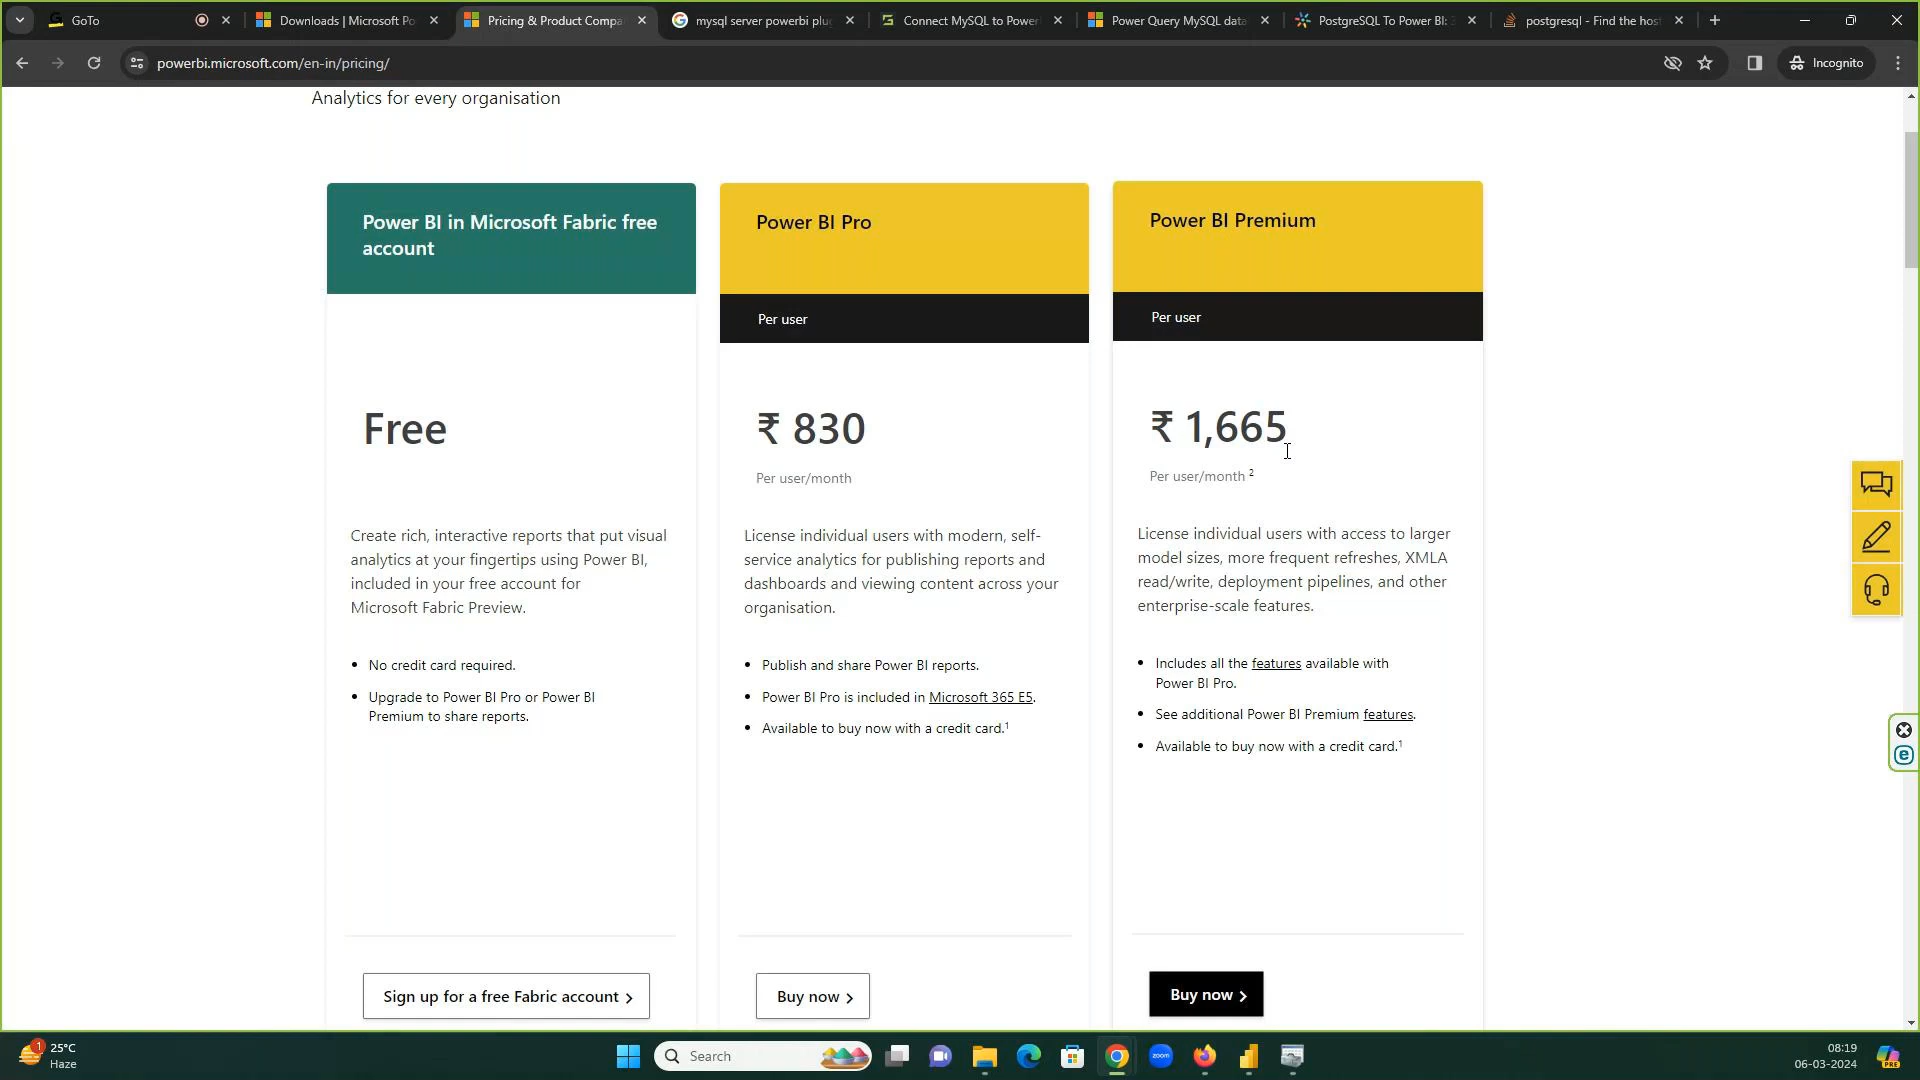 GoTo
Downloads | Microsoft Po
Pricing & Product Compa
mysql server powerbi plu
Connect MySQL to Power
Power Query MySQL data
PostgreSQL To Power BI:
postgresql - Find the hos
powerbi.microsoft.com/en-in/pricing/
Incognito
Analytics for every organisation
Power BI in Microsoft Fabric free
account
Free
Create rich, interactive reports that put visual
analytics at your fingertips using Power BI,
included in your free account for
Microsoft Fabric Preview.
• No credit card required.
• Upgrade to Power BI Pro or Power BI
Premium to share reports.
Sign up for a free Fabric account
Power BI Pro
Per user
₹ 830
Per user/month
License individual users with modern, self-
service analytics for publishing reports and
dashboards and viewing content across your
organisation.
• Publish and share Power BI reports.
• Power BI Pro is included in Microsoft 365 E5.
• Available to buy now with a credit card.¹
Buy now
Power BI Premium
Per user
₹ 1,665
Per user/month ²
License individual users with access to larger
model sizes, more frequent refreshes, XMLA
read/write, deployment pipelines, and other
enterprise-scale features.
• Includes all the features available with
Power BI Pro.
• See additional Power BI Premium features.
• Available to buy now with a credit card.¹
Buy now
1
25°C
Haze
Search
zoom
08:19
06-03-2024
PRE